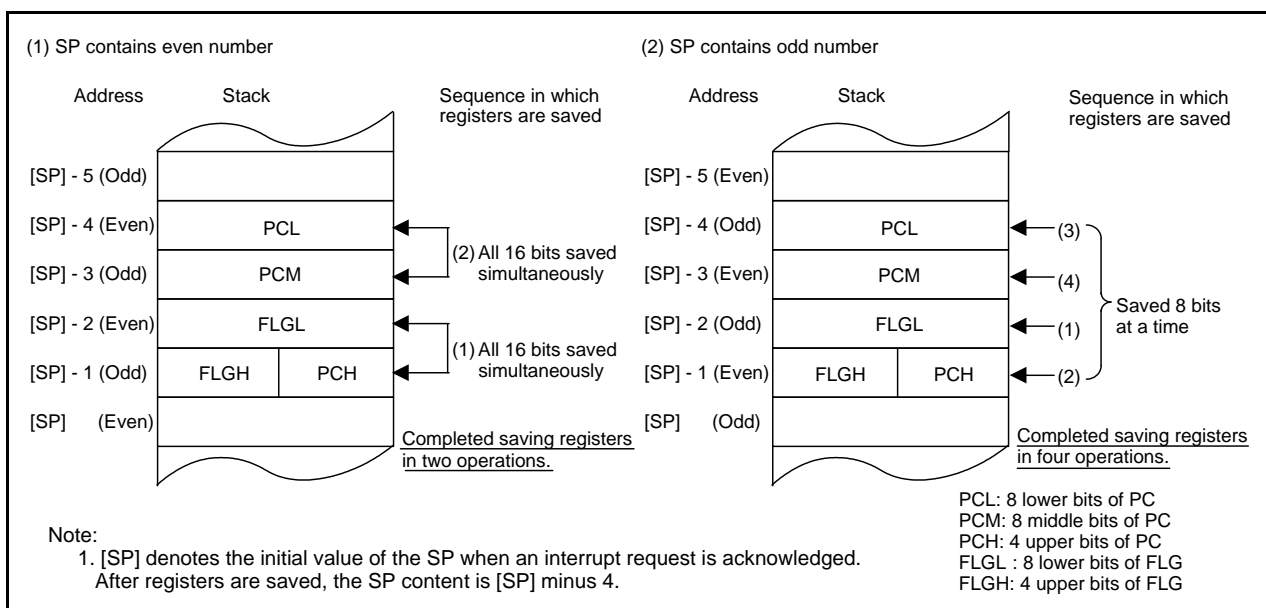 (1) SP contains even number
Address Stack Sequence in which
registers are saved
[SP] - 5 (Odd)
[SP] - 4 (Even) PCL
(2) All 16 bits saved
simultaneously
[SP] - 3 (Odd) PCM
[SP] - 2 (Even) FLGL
(1) All 16 bits saved
simultaneously
[SP] - 1 (Odd) FLGH PCH
[SP] (Even)
Completed saving registers
in two operations.
(2) SP contains odd number
Address Stack Sequence in which
registers are saved
[SP] - 5 (Even)
[SP] - 4 (Odd) PCL (3)
[SP] - 3 (Even) PCM (4)
Saved 8 bits
at a time
[SP] - 2 (Odd) FLGL (1)
[SP] - 1 (Even) FLGH PCH (2)
[SP] (Odd)
Completed saving registers
in four operations.
PCL: 8 lower bits of PC
PCM: 8 middle bits of PC
PCH: 4 upper bits of PC
FLGL : 8 lower bits of FLG
FLGH: 4 upper bits of FLG
Note:
1. [SP] denotes the initial value of the SP when an interrupt request is acknowledged.
After registers are saved, the SP content is [SP] minus 4.